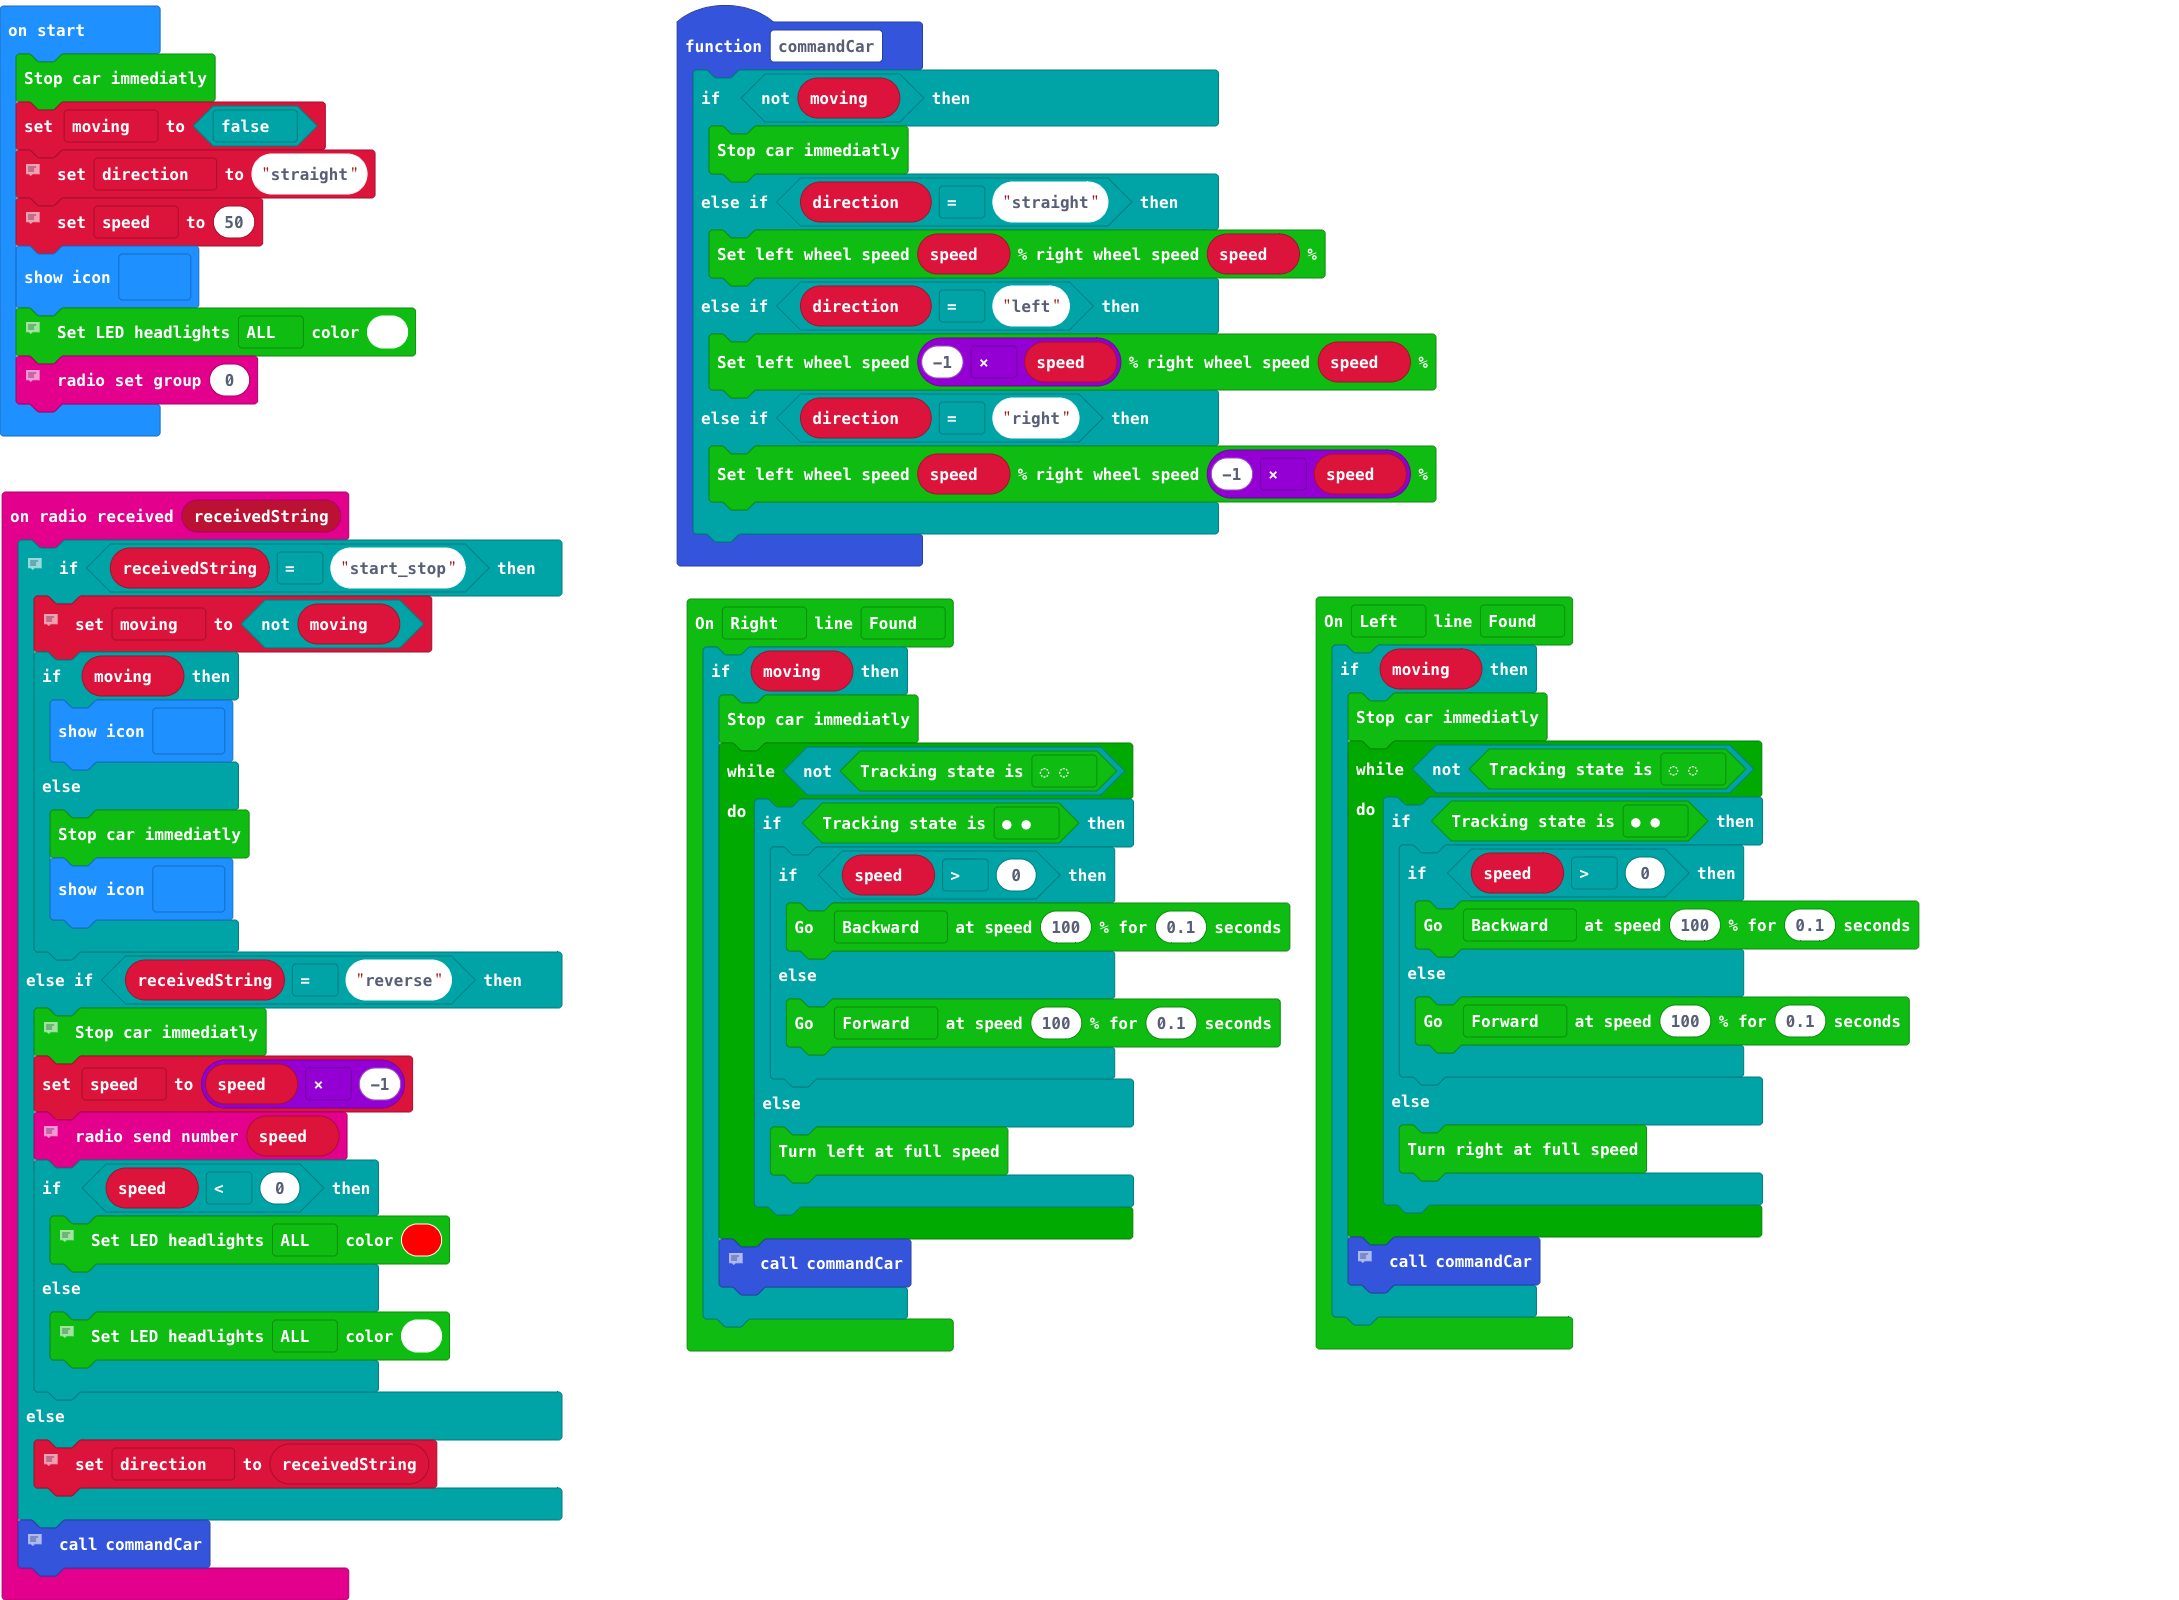 on start
Stop car immediatly
set moving to false
set direction to "straight"
set speed to 50
show icon
Set LED headlights ALL color
radio set group 0
on radio received receivedString
if receivedString = "start_stop" then
set moving to not moving
if moving then
show icon
else
Stop car immediatly
show icon
else if receivedString = "reverse" then
Stop car immediatly
set speed to speed × -1
radio send number speed
if speed < 0 then
Set LED headlights ALL color
else
Set LED headlights ALL color
else
set direction to receivedString
call commandCar
function commandCar
if not moving then
Stop car immediatly
else if direction = "straight" then
Set left wheel speed speed % right wheel speed speed %
else if direction = "left" then
Set left wheel speed -1 × speed % right wheel speed speed %
else if direction = "right" then
Set left wheel speed speed % right wheel speed -1 × speed %
On Right line Found
if moving then
Stop car immediatly
while not Tracking state is ◌ ◌
do if Tracking state is ● ● then
if speed > 0 then
Go Backward at speed 100 % for 0.1 seconds
else
Go Forward at speed 100 % for 0.1 seconds
else
Turn left at full speed
call commandCar
On Left line Found
if moving then
Stop car immediatly
while not Tracking state is ◌ ◌
do if Tracking state is ● ● then
if speed > 0 then
Go Backward at speed 100 % for 0.1 seconds
else
Go Forward at speed 100 % for 0.1 seconds
else
Turn right at full speed
call commandCar